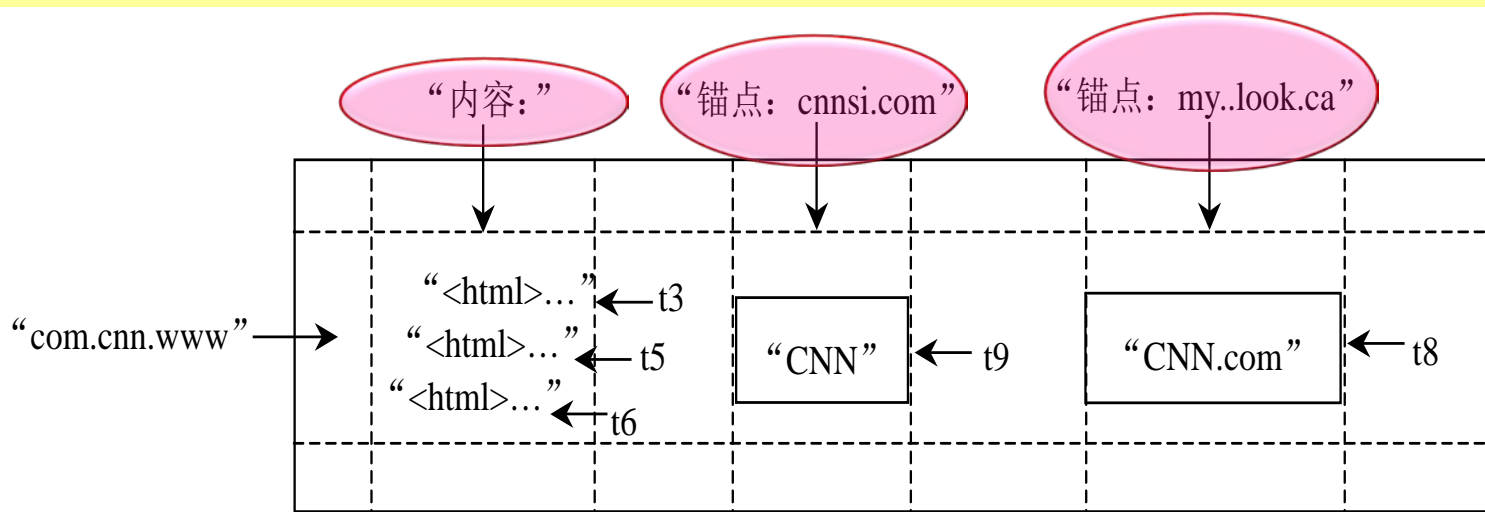 “内容：”
“锚点：cnnsi.com”
“锚点：my..look.ca”
“com.cnn.www”
“<html>…”
t3
“<html>…”
t5
“<html>…”
t6
“CNN”
t9
“CNN.com”
t8